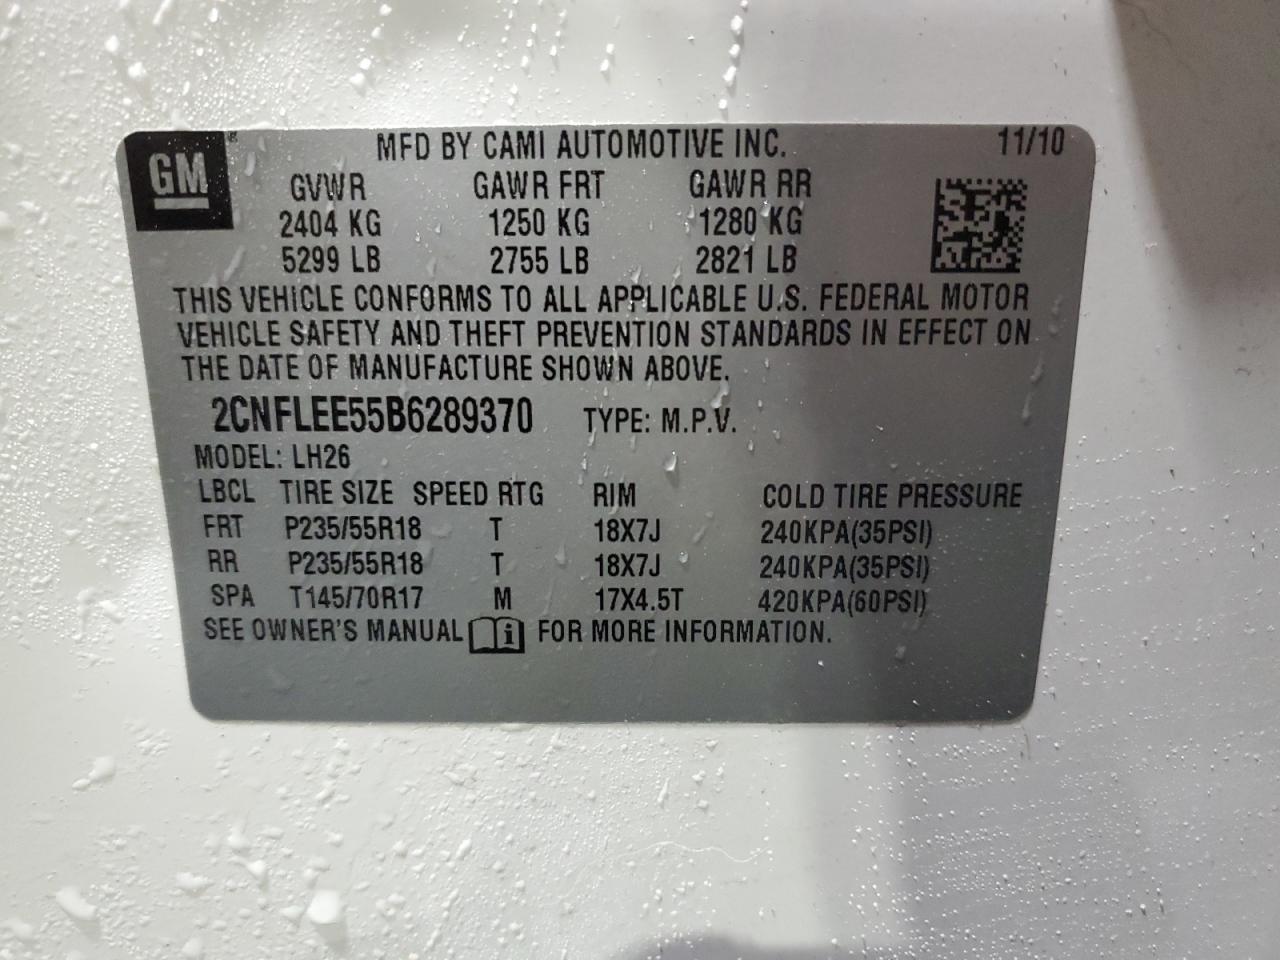 GM® MFD BY CAMI AUTOMOTIVE INC. 11/10
GVWR GAWR FRT GAWR RR
2404 KG 1250 KG 1280 KG
5299 LB 2755 LB 2821 LB
THIS VEHICLE CONFORMS TO ALL APPLICABLE U.S. FEDERAL MOTOR
VEHICLE SAFETY AND THEFT PREVENTION STANDARDS IN EFFECT ON
THE DATE OF MANUFACTURE SHOWN ABOVE.
2CNFLEE55B6289370 TYPE: M.P.V.
MODEL: LH26
LBCL TIRE SIZE SPEED RTG RIM COLD TIRE PRESSURE
FRT P235/55R18 T 18X7J 240KPA(35PSI)
RR P235/55R18 T 18X7J 240KPA(35PSI)
SPA T145/70R17 M 17X4.5T 420KPA(60PSI)
SEE OWNER'S MANUAL i FOR MORE INFORMATION.